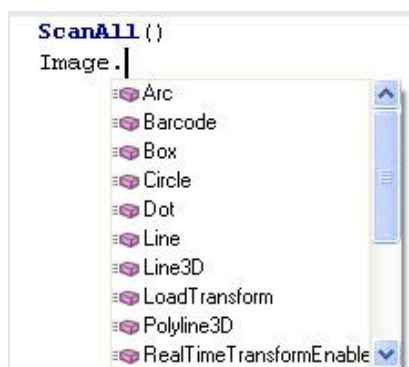 ScanAll()
Image.
Arc
Barcode
Box
Circle
Dot
Line
Line3D
LoadTransform
Polyline3D
RealTimeTransformEnable